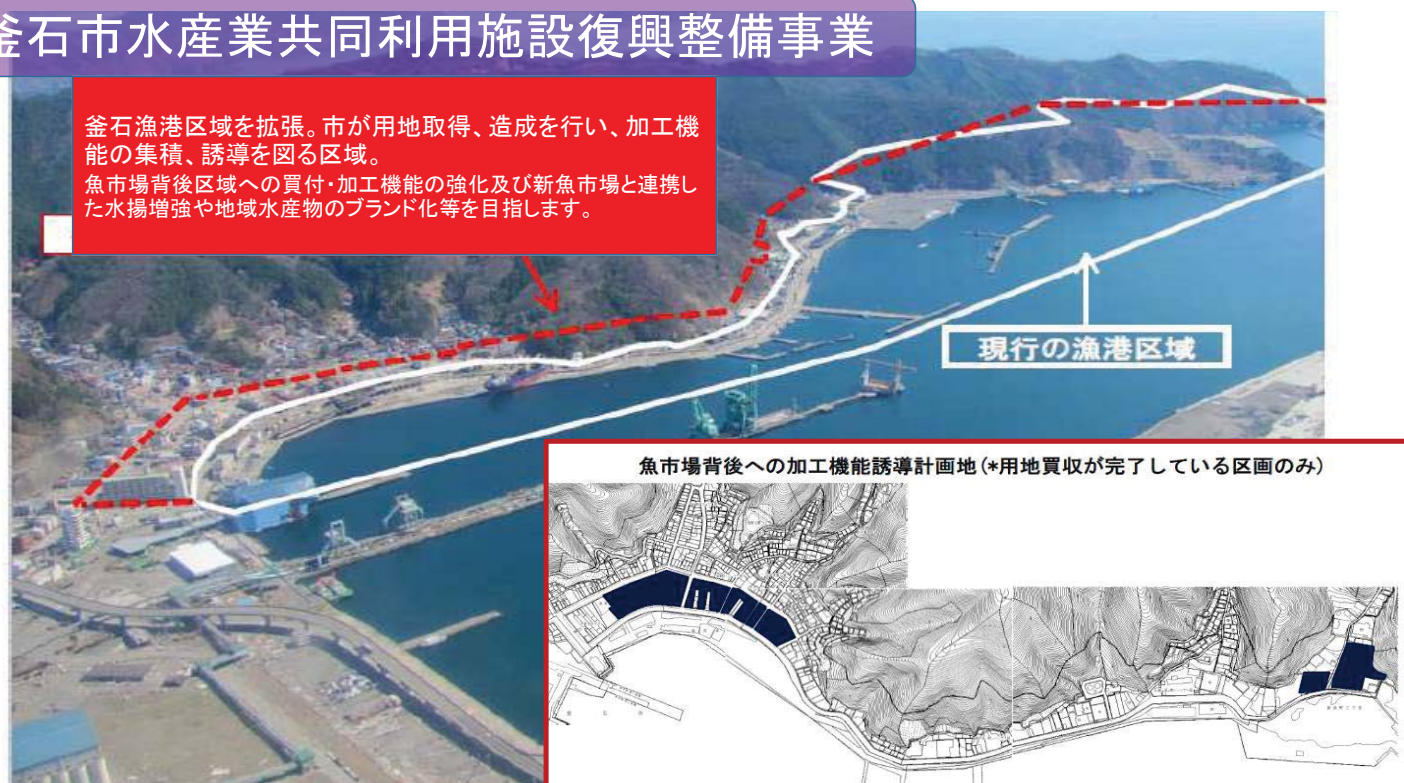 釜石市水産業共同利用施設復興整備事業
釜石漁港区域を拡張。市が用地取得、造成を行い、加工機
能の集積、誘導を図る区域。
魚市場背後区域への買付・加工機能の強化及び新魚市場と連携し
た水揚増強や地域水産物のブランド化等を目指します。
現行の漁港区域
魚市場背後への加工機能誘導計画地(*用地買収が完了している区画のみ)